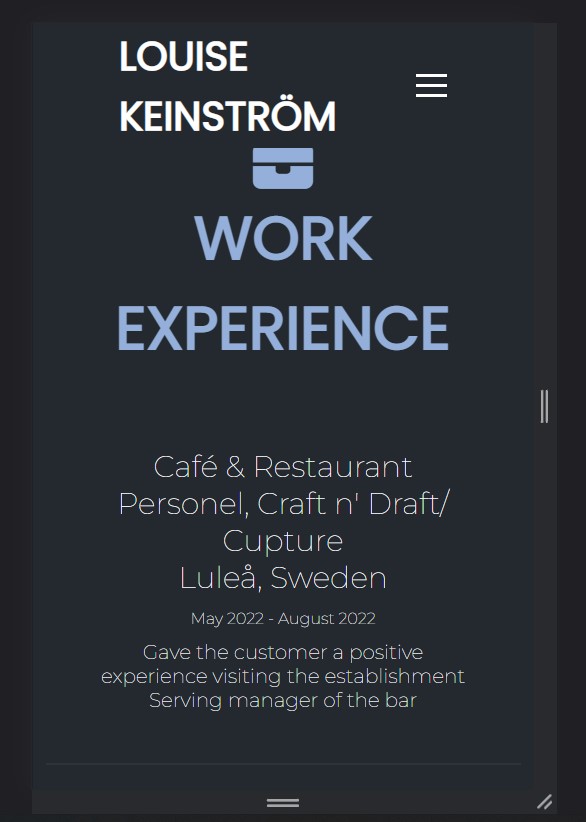 LOUISE
KEINSTRÖM
WORK
EXPERIENCE
Café & Restaurant
Personel, Craft n' Draft/
Cupture
Luleå, Sweden
May 2022 - August 2022
Gave the customer a positive
experience visiting the establishment
Serving manager of the bar